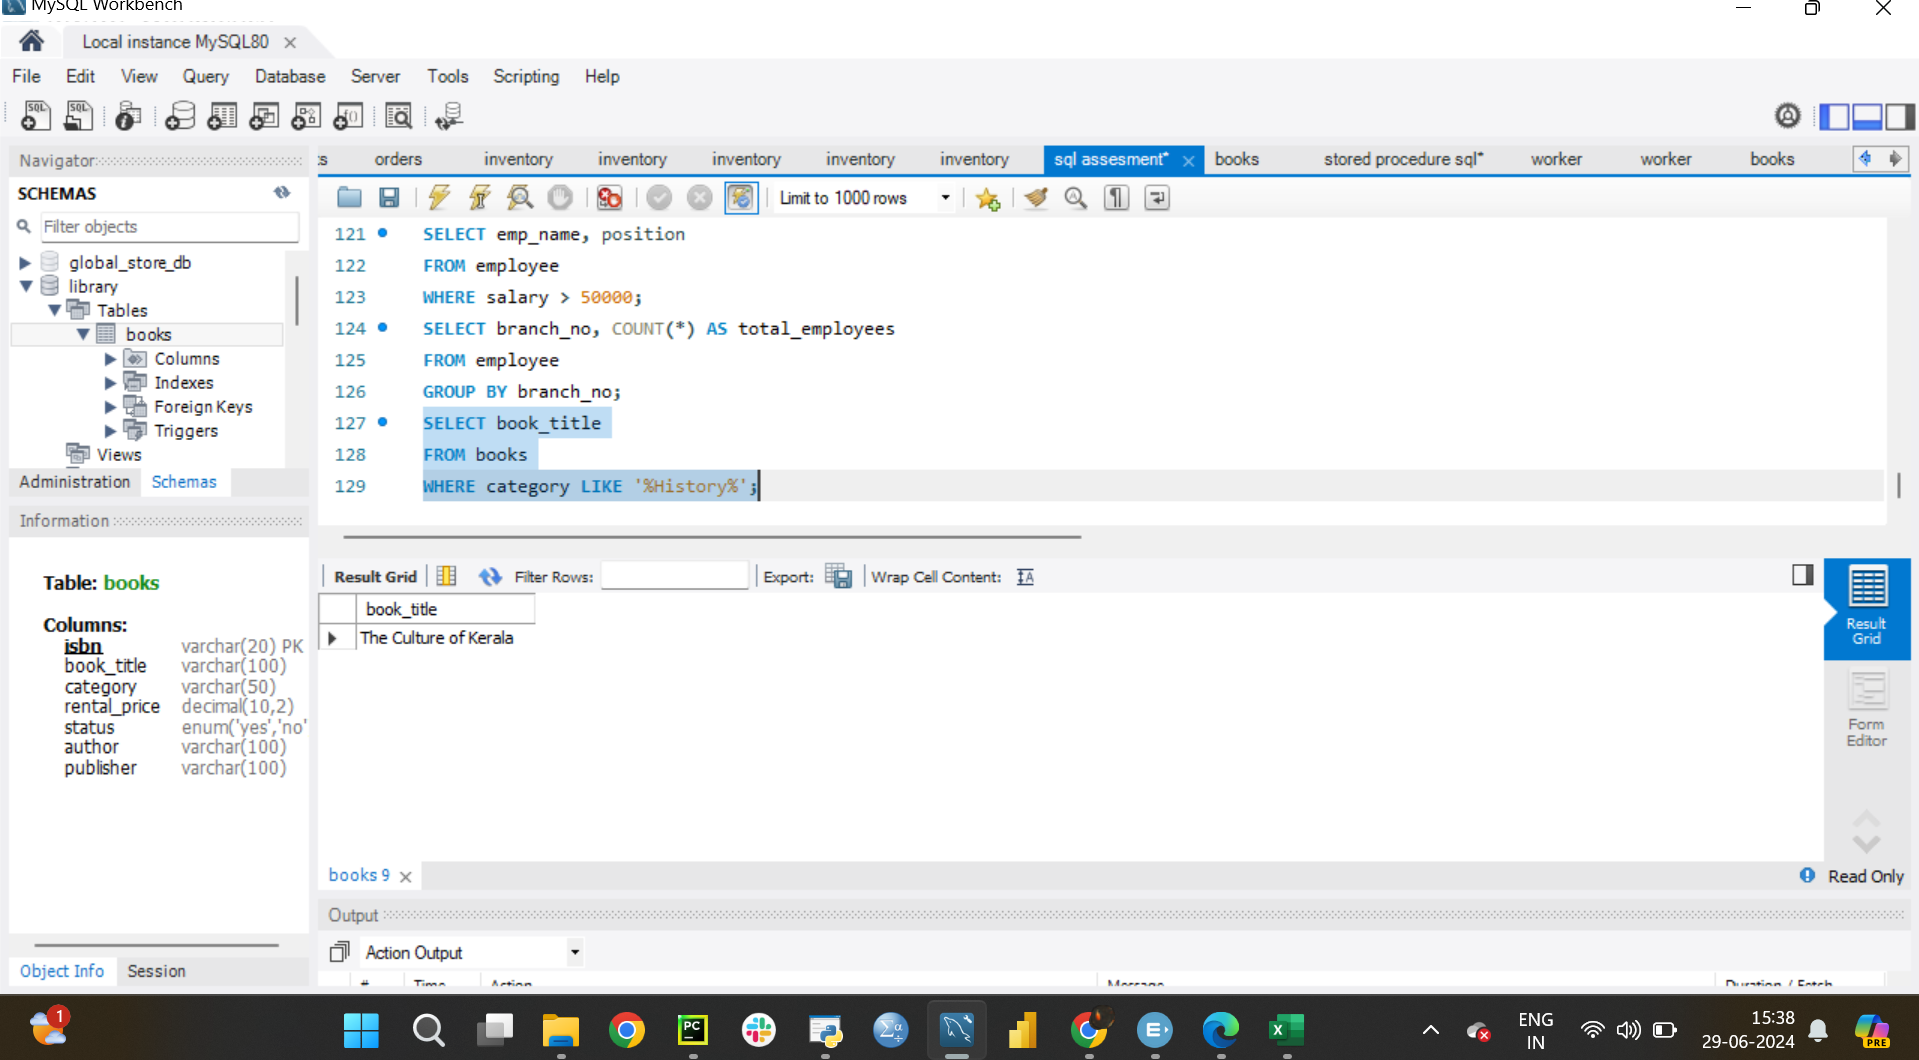 MySQL Workbench
Local instance MySQL80
File Edit View Query Database Server Tools Scripting Help
Navigator
SCHEMAS
Filter objects
global_store_db
library
Tables
books
Columns
Indexes
Foreign Keys
Triggers
Views
Administration Schemas
Information
Table: books
Columns:
isbn varchar(20) PK
book_title varchar(100)
category varchar(50)
rental_price decimal(10,2)
status enum('yes','no'
author varchar(100)
publisher varchar(100)
Object Info Session
orders inventory inventory inventory inventory inventory sql assesment* books stored procedure sql* worker worker books
Limit to 1000 rows
121 SELECT emp_name, position
122 FROM employee
123 WHERE salary > 50000;
124 SELECT branch_no, COUNT(*) AS total_employees
125 FROM employee
126 GROUP BY branch_no;
127 SELECT book_title
128 FROM books
129 WHERE category LIKE '%History%';
Result Grid Filter Rows: Export: Wrap Cell Content:
book_title
The Culture of Kerala
Result
Grid
Form
Editor
books 9
Read Only
Output
Action Output
# Time Action Message Duration / Fetch
1
ENG
IN
15:38
29-06-2024
PRE